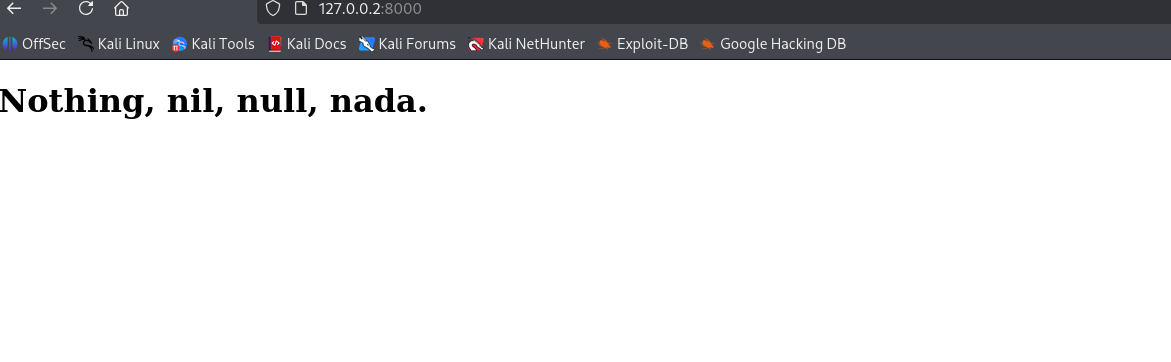 127.0.0.2:8000
OffSec Kali Linux Kali Tools Kali Docs Kali Forums Kali NetHunter Exploit-DB Google Hacking DB
Nothing, nil, null, nada.